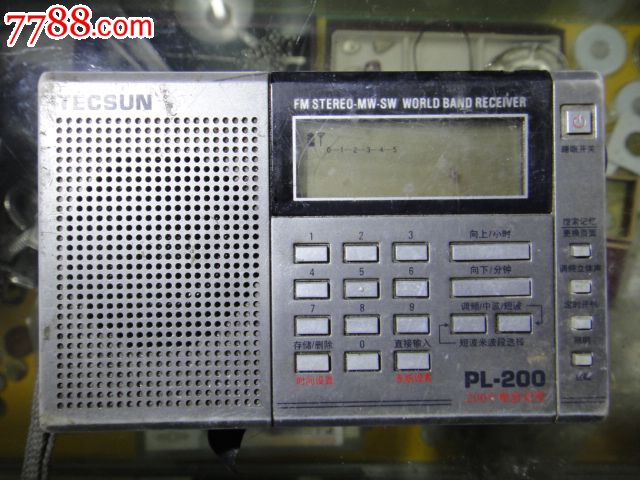 7788.com
TECSUN
FM STEREO-MW-SW WORLD BAND RECEIVER
0-1-2-3-4-5
睡眠开关
1 2 3 向上/小时
搜索记忆
更换页面
4 5 6 向下/分钟
调频立体声
7 8 9 调频/中波/短波
定时开机
存储/删除 0 直接输入 短波米波段选择
照明
时间设置
PL-200